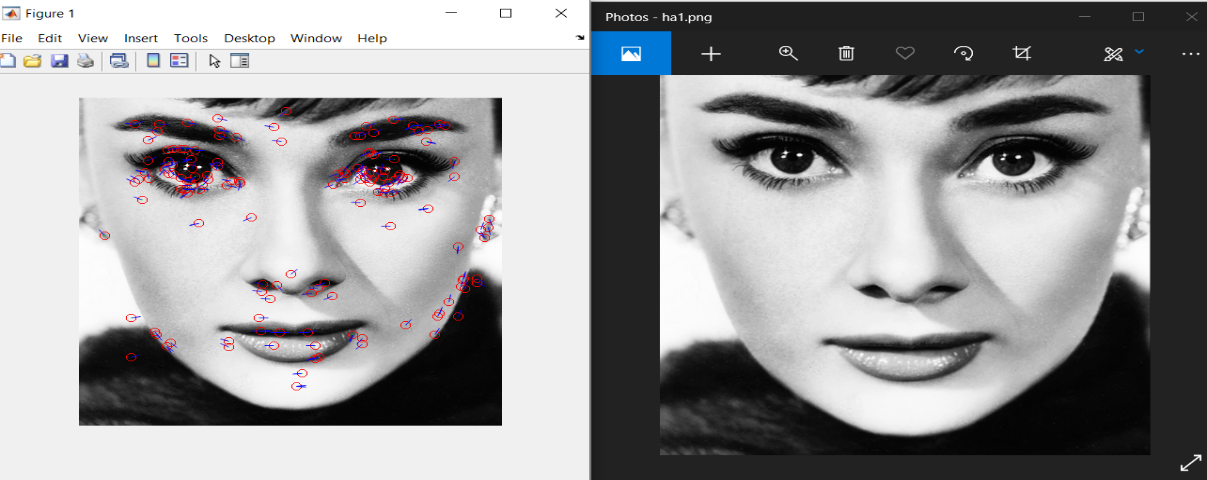 Figure 1
File Edit View Insert Tools Desktop Window Help
Photos - ha1.png